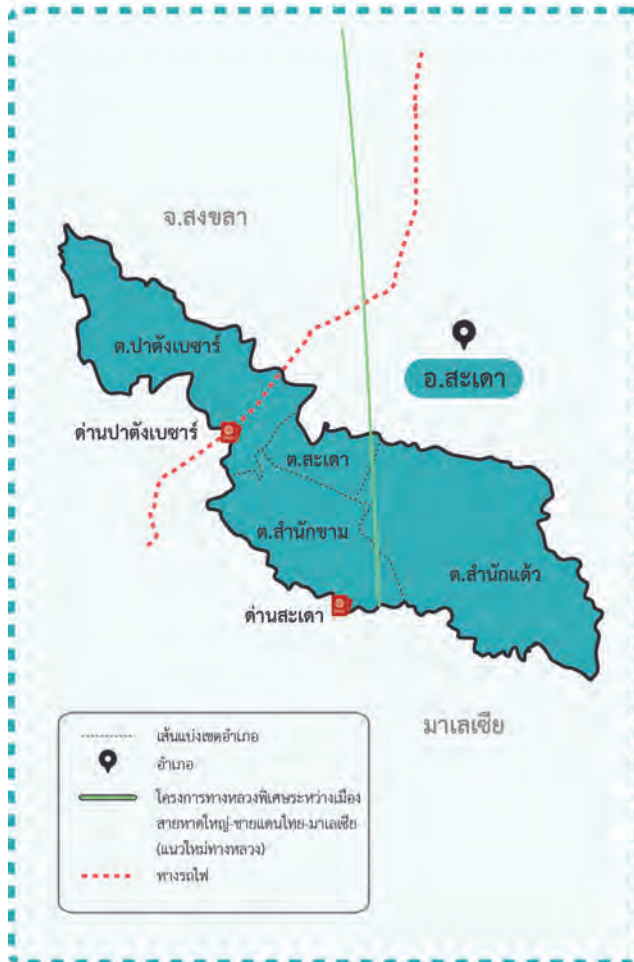 จ.สงขลา
ต.ปาดังเบซาร์
อ.สะเดา
ด่านปาดังเบซาร์
ต.สะเดา
ต.สำนักขาม
ต.สำนักแต้ว
ด่านสะเดา
มาเลเซีย
เส้นแบ่งเขตอำเภอ
อำเภอ
โครงการทางหลวงพิเศษระหว่างเมือง
สายหาดใหญ่-ชายแดนไทย-มาเลเซีย
(แนวใหม่ทางหลวง)
ทางรถไฟ